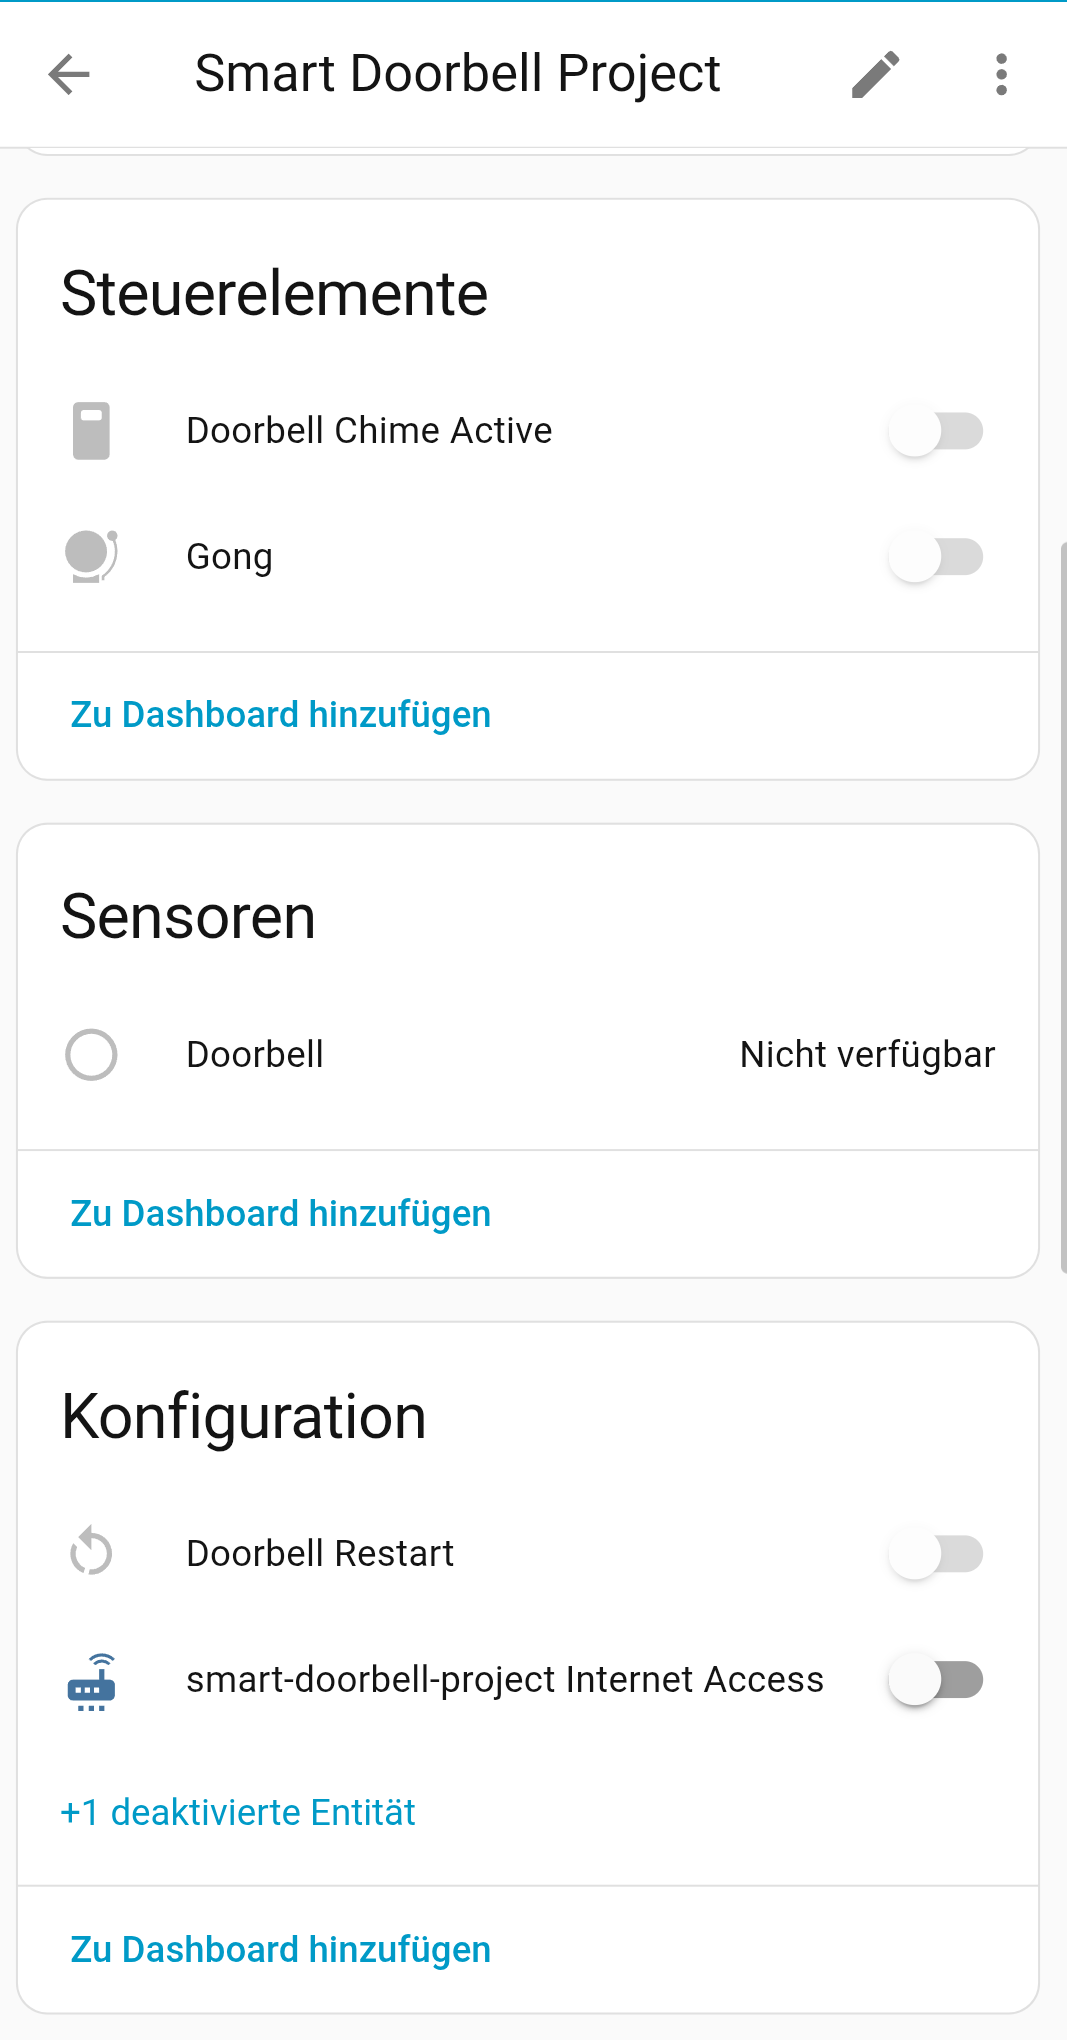 Smart Doorbell Project
Steuerelemente
Doorbell Chime Active
Gong
Zu Dashboard hinzufügen
Sensoren
Doorbell Nicht verfügbar
Zu Dashboard hinzufügen
Konfiguration
Doorbell Restart
smart-doorbell-project Internet Access
+1 deaktivierte Entität
Zu Dashboard hinzufügen